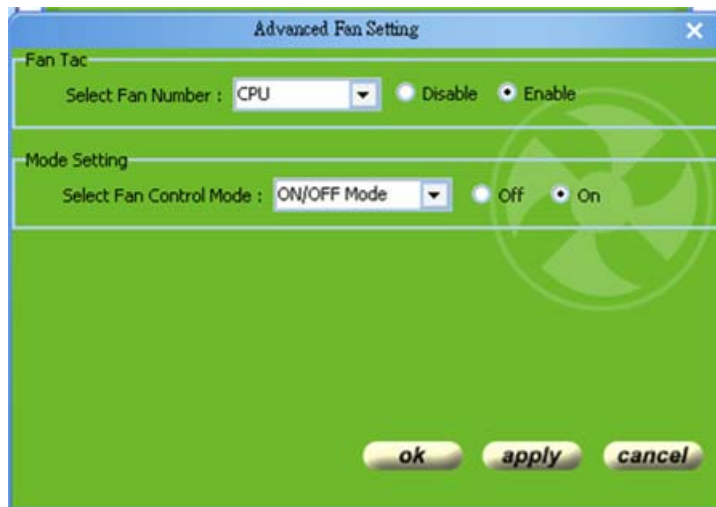 Advanced Fan Setting
Fan Tac
Select Fan Number : CPU Disable Enable
Mode Setting
Select Fan Control Mode : ON/OFF Mode Off On
ok apply cancel